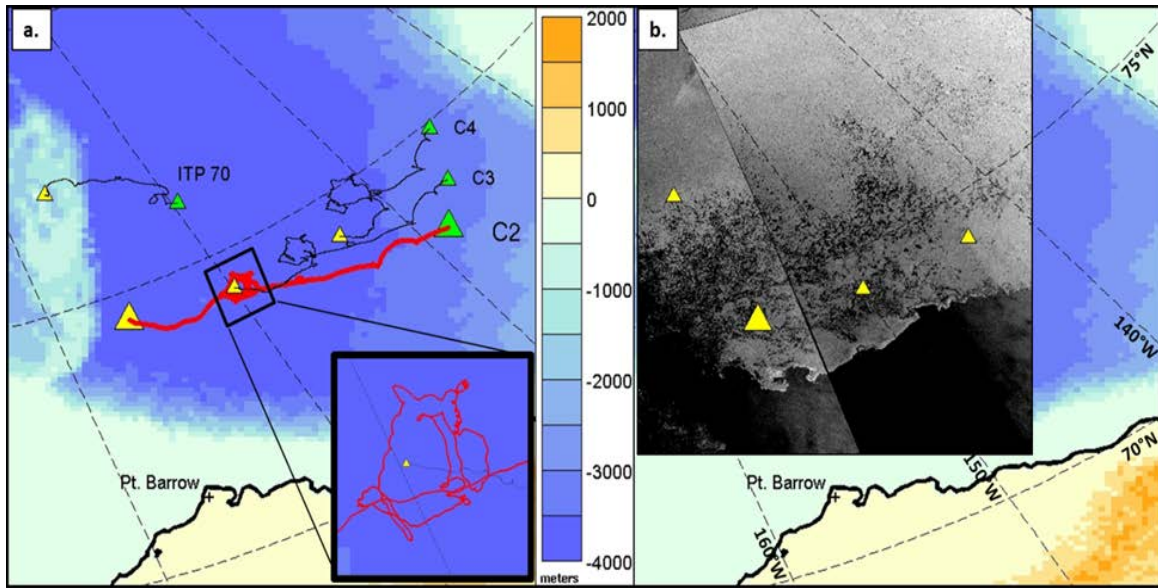 a.
ITP 70
C4
C3
C2
Pt. Barrow
2000
1000
0
-1000
-2000
-3000
-4000
meters
b.
75°N
140°W
70°N
150°W
160°W
Pt. Barrow